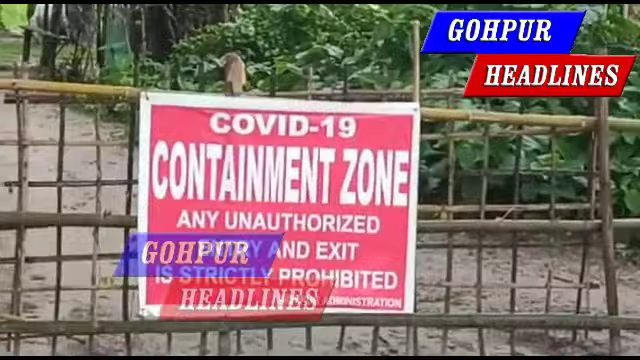 GOHPUR
HEADLINES
COVID-19
CONTAINMENT ZONE
ANY UNAUTHORIZED
AND EXIT
IS STRICTLY PROHIBITED
ADMINISTRATION
GOHPUR
HEADLINES